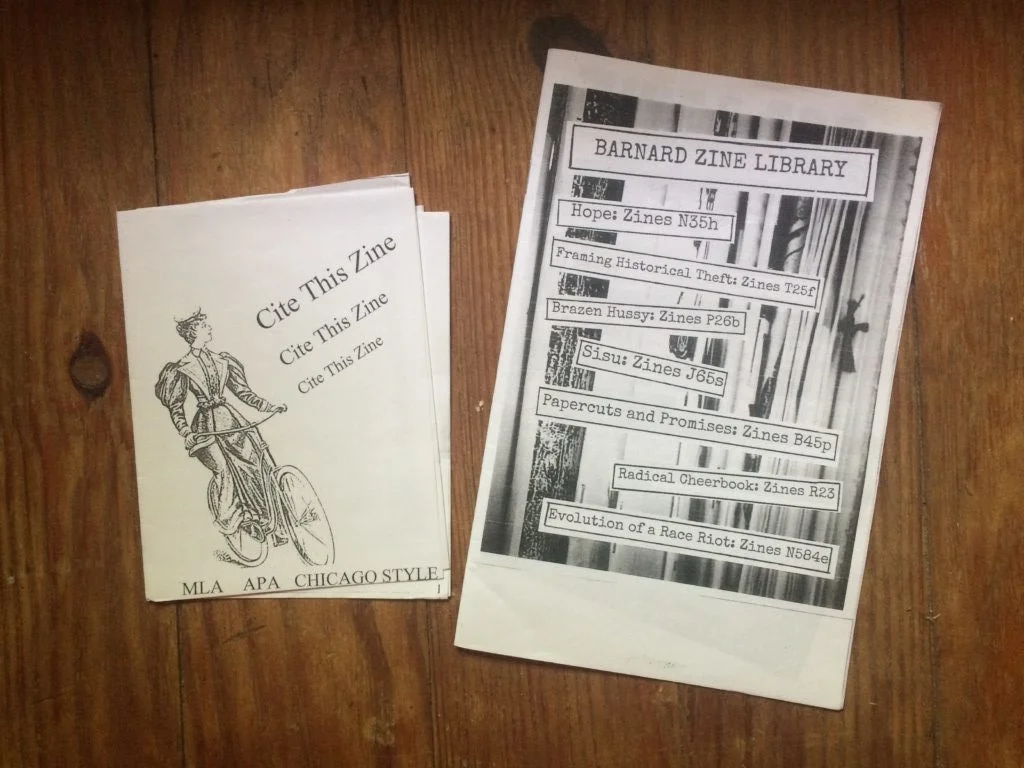 Cite This Zine
Cite This Zine
Cite This Zine
MLA APA CHICAGO STYLE
1
BARNARD ZINE LIBRARY
Hope: Zines N35h
Framing Historical Theft: Zines T25f
Brazen Hussy: Zines P26b
Sisu: Zines J65s
Papercuts and Promises: Zines B45p
Radical Cheerbook: Zines R23
Evolution of a Race Riot: Zines N584e